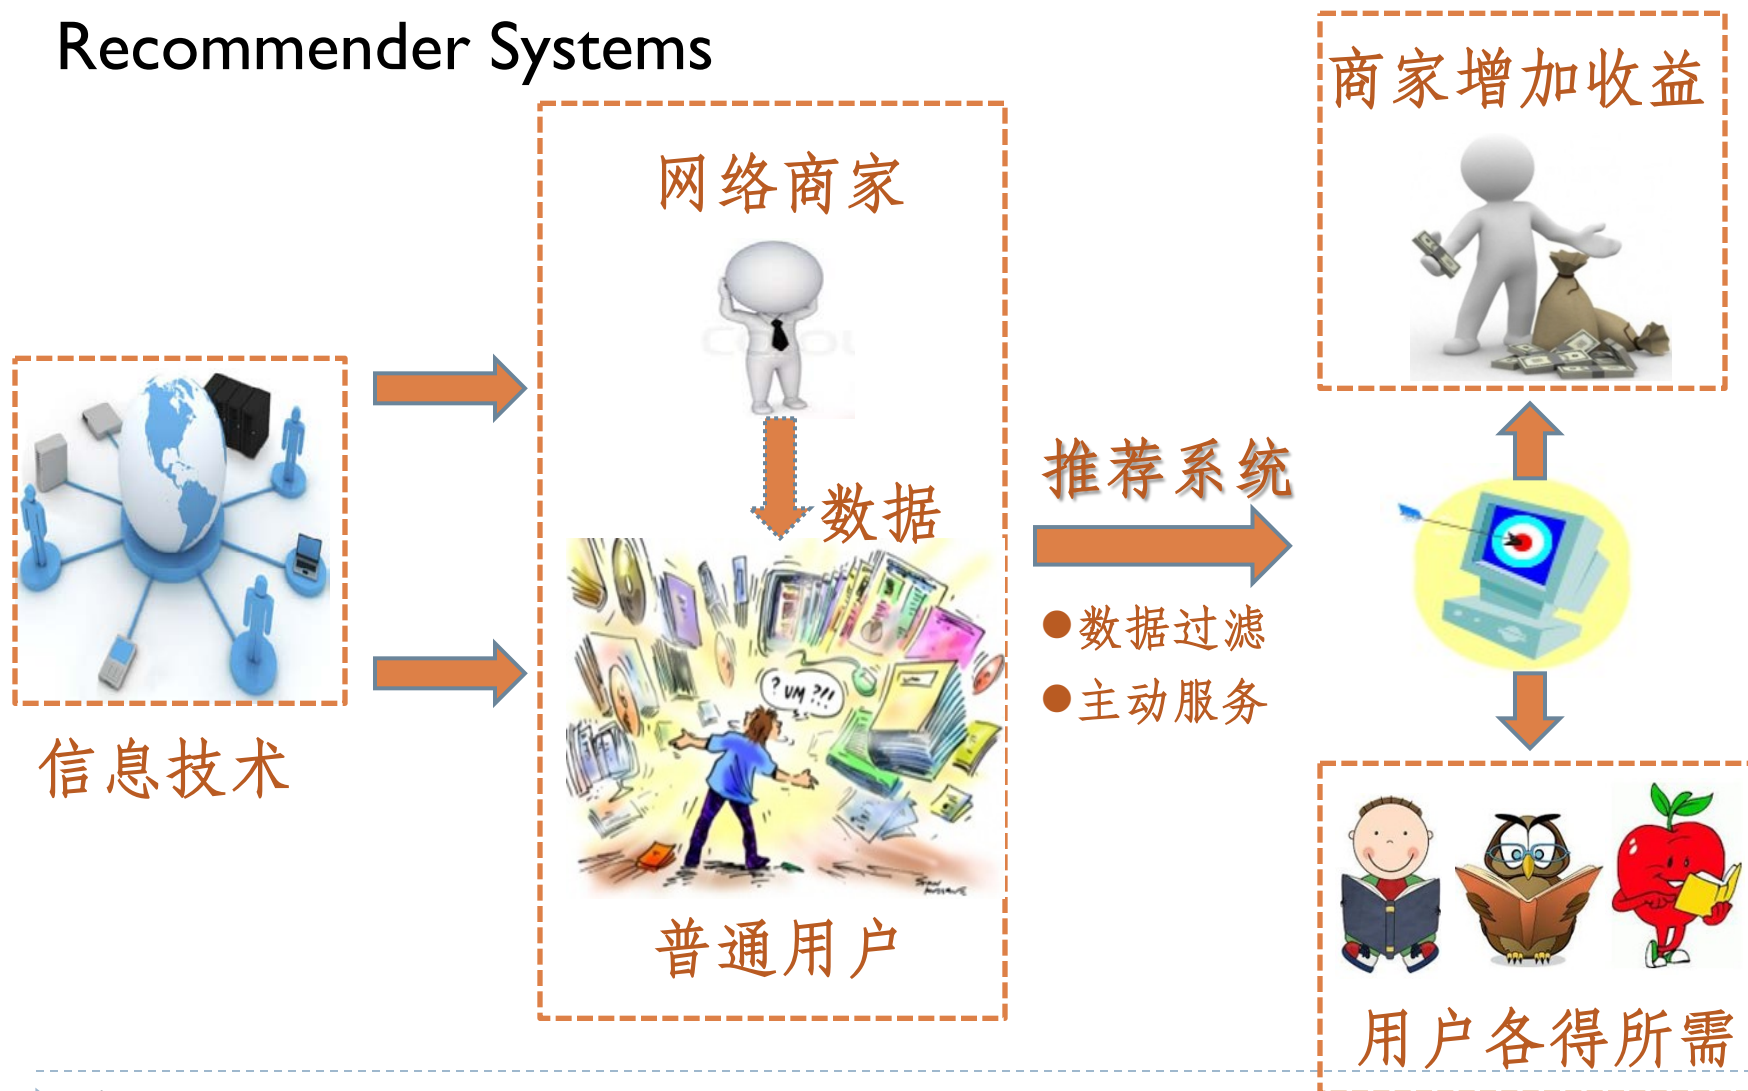 Recommender Systems
商家增加收益
网络商家
数据
推荐系统
●数据过滤
●主动服务
? UM ?!!
信息技术
普通用户
用户各得所需